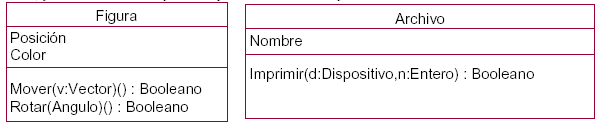 Figura
Posición
Color
Mover(v:Vector)() : Booleano
Rotar(Angulo)() : Booleano
Archivo
Nombre
Imprimir(d:Dispositivo,n:Entero) : Booleano